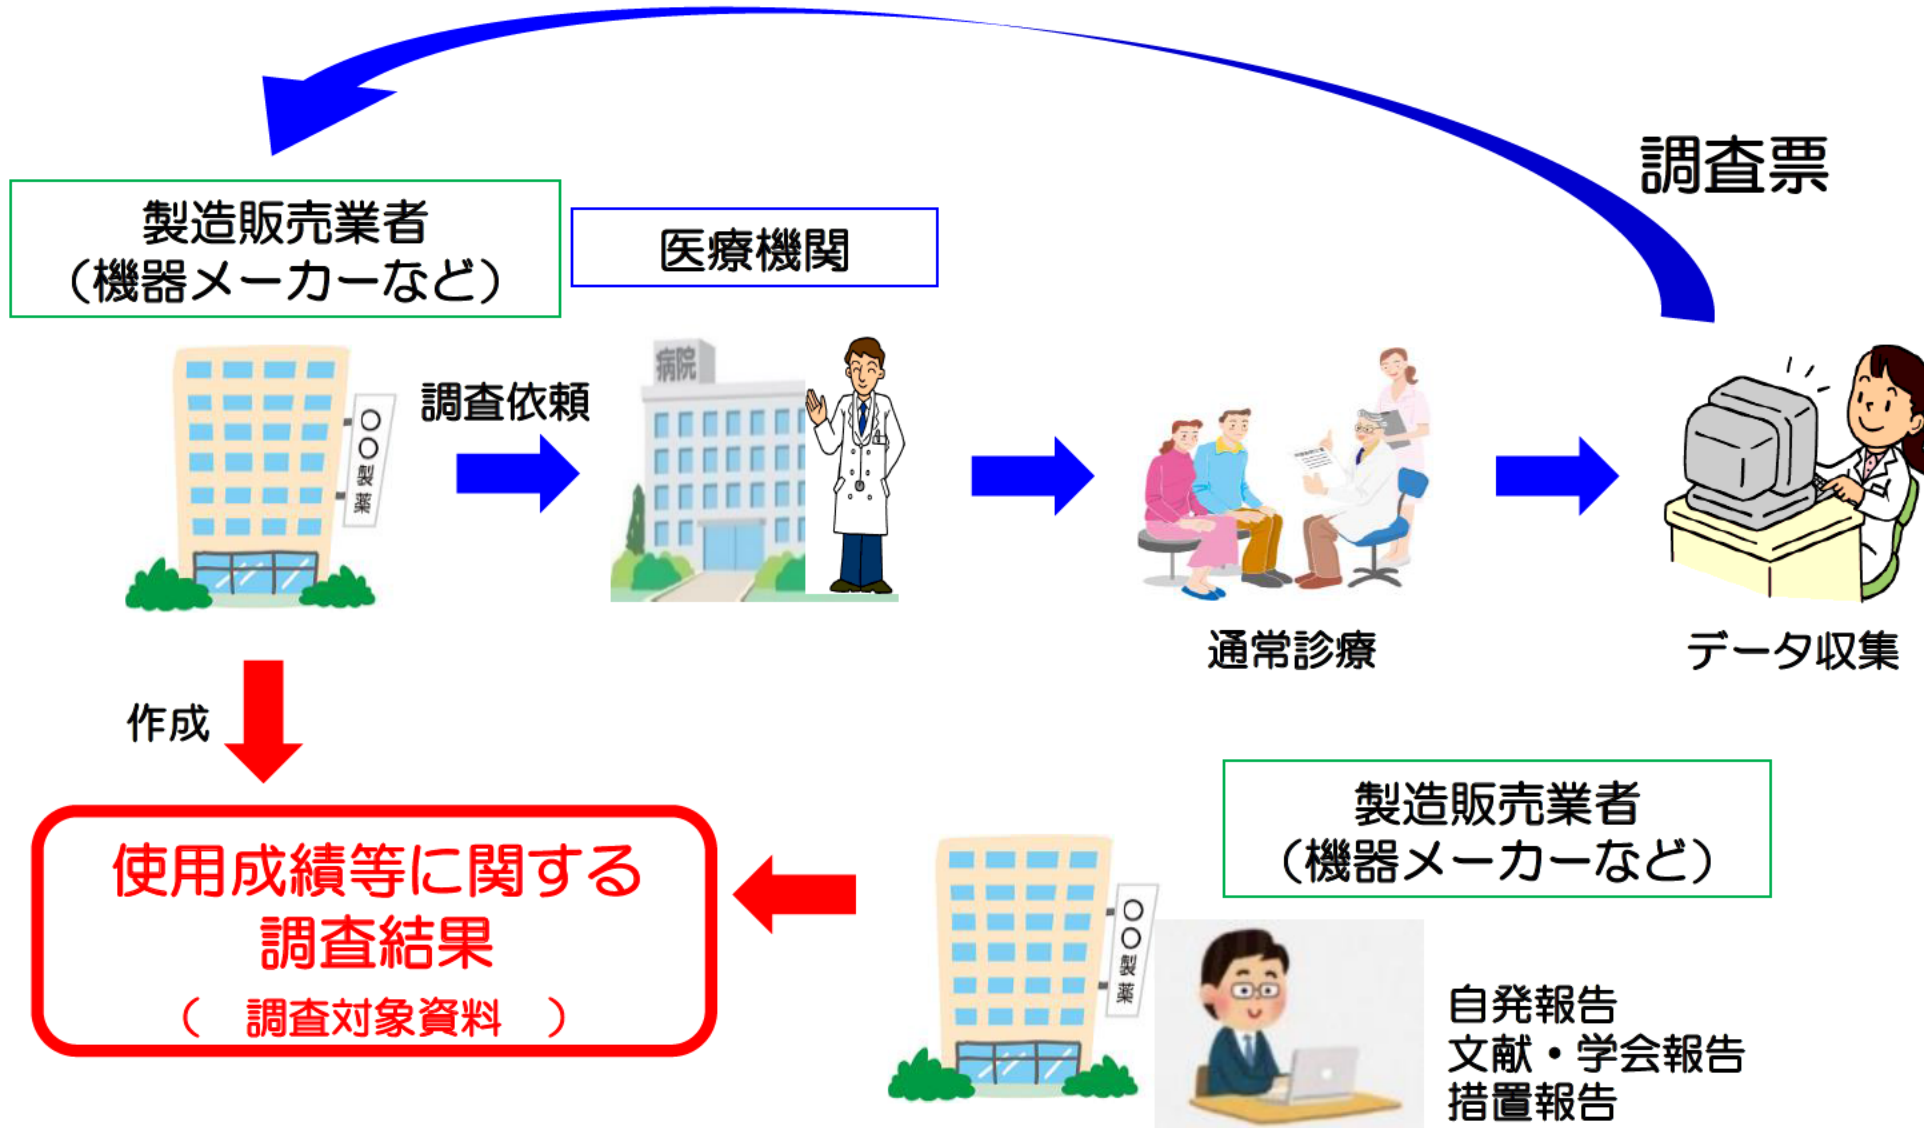 調査票
製造販売業者
（機器メーカーなど）
医療機関
病院
調査依頼
〇〇製薬
通常診療
データ収集
作成
使用成績等に関する
調査結果
（　調査対象資料　）
製造販売業者
（機器メーカーなど）
〇〇製薬
自発報告
文献・学会報告
措置報告